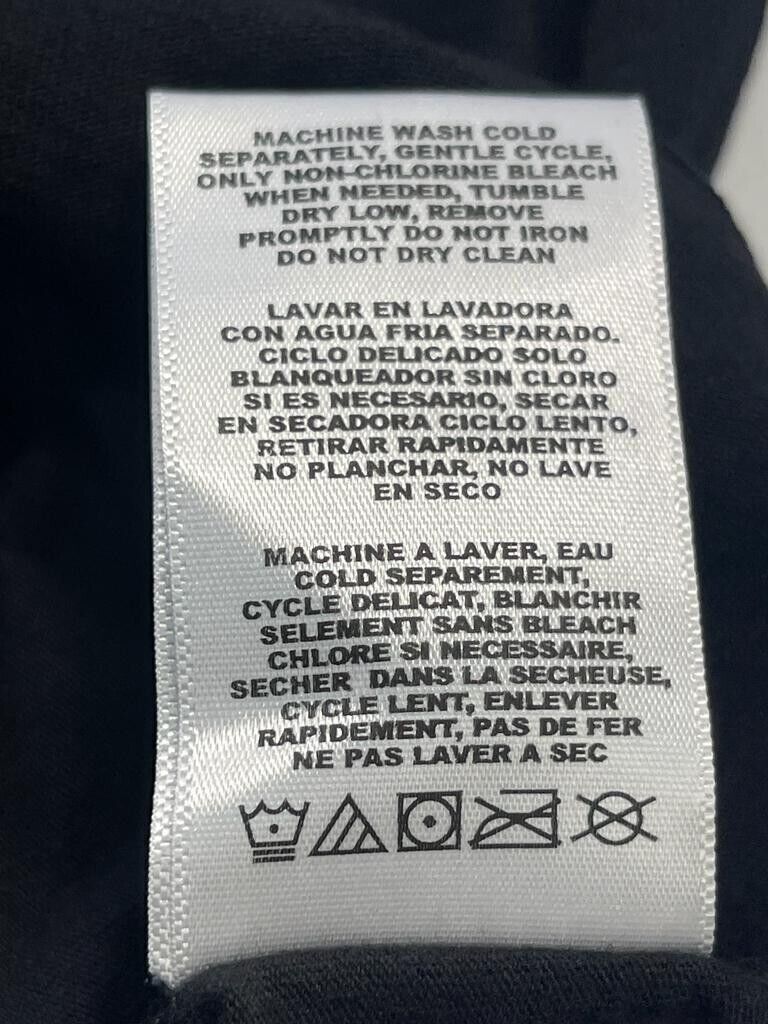 MACHINE WASH COLD
SEPARATELY, GENTLE CYCLE,
ONLY NON-CHLORINE BLEACH
WHEN NEEDED, TUMBLE
DRY LOW, REMOVE
PROMPTLY DO NOT IRON
DO NOT DRY CLEAN
LAVAR EN LAVADORA
CON AGUA FRIA SEPARADO.
CICLO DELICADO SOLO
BLANQUEADOR SIN CLORO
SI ES NECESARIO, SECAR
EN SECADORA CICLO LENTO,
RETIRAR RAPIDAMENTE
NO PLANCHAR, NO LAVE
EN SECO
MACHINE A LAVER, EAU
COLD SEPAREMENT,
CYCLE DELICAT, BLANCHIR
SELEMENT SANS BLEACH
CHLORE SI NECESSAIRE,
SECHER DANS LA SECHEUSE,
CYCLE LENT, ENLEVER
RAPIDEMENT, PAS DE FER
NE PAS LAVER A SEC